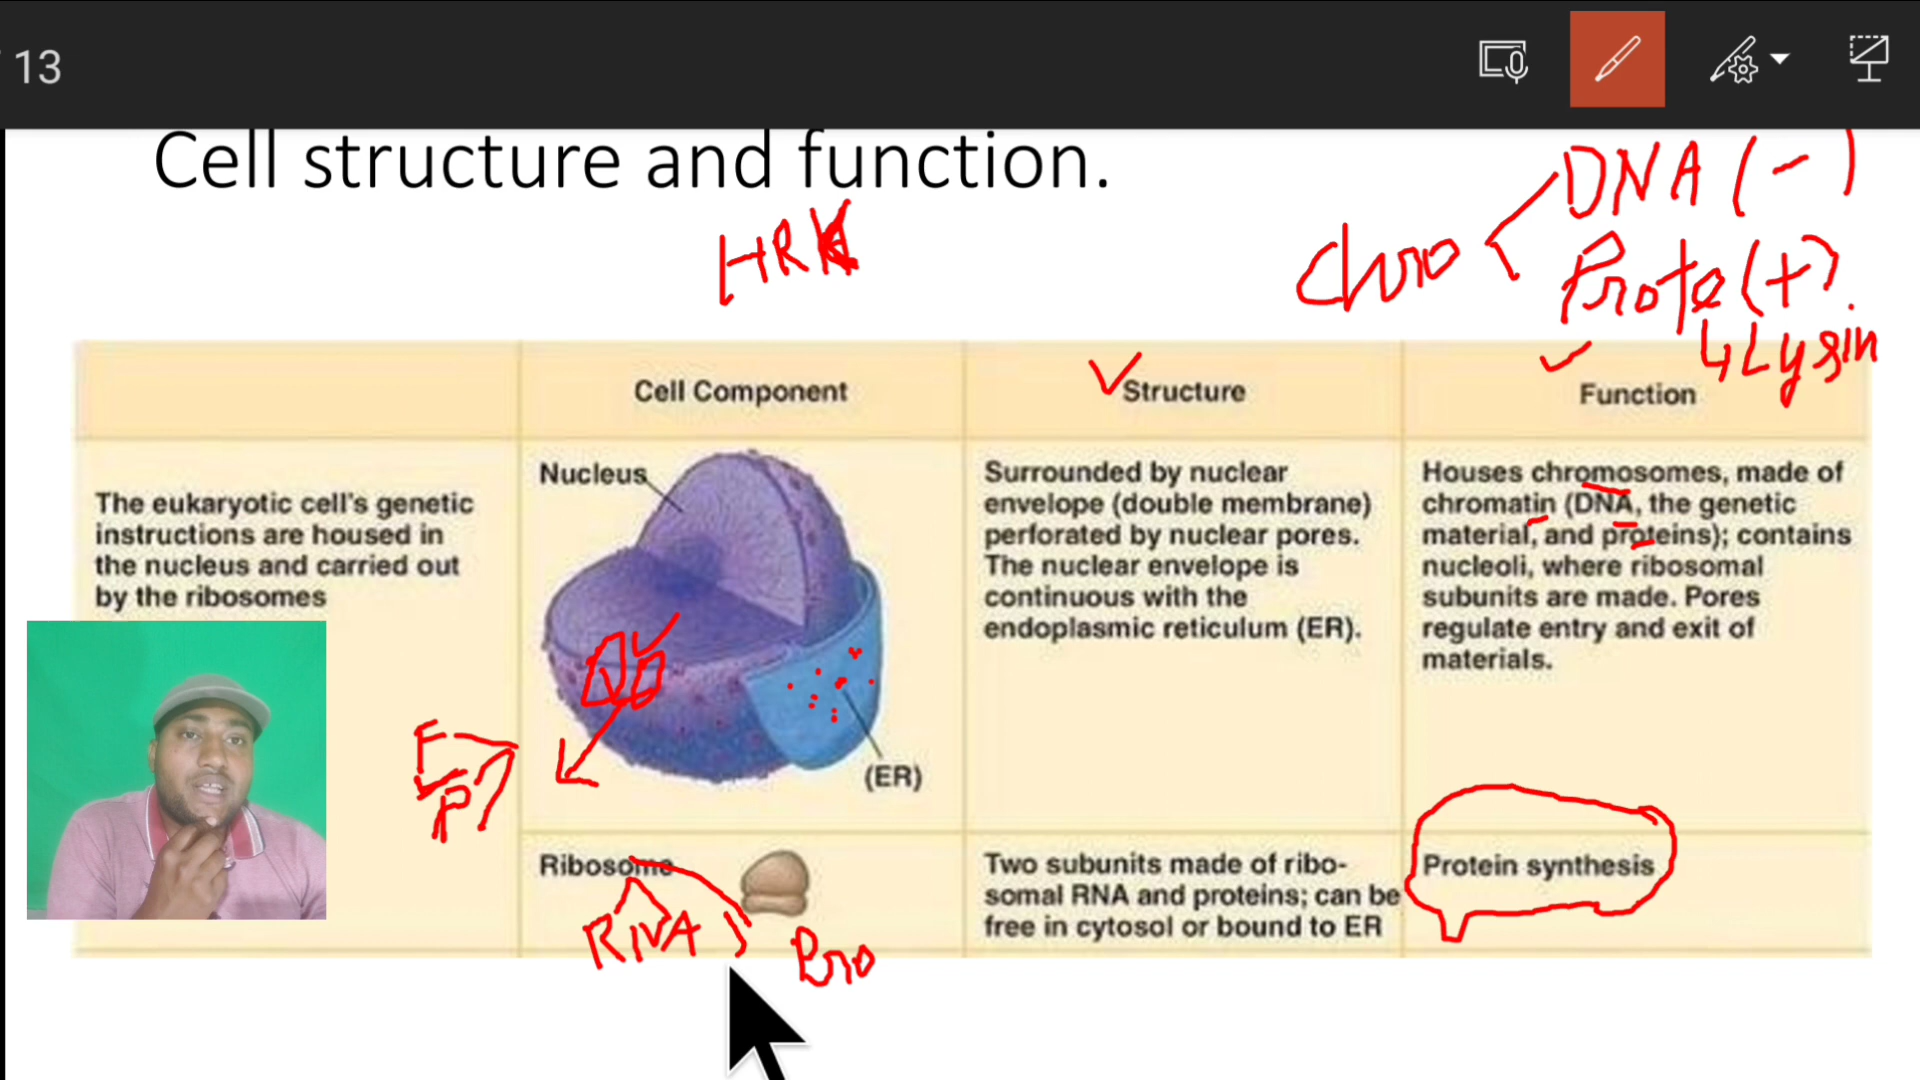 13
Cell structure and function.
DNA (-)
Chro
HRK
Prote (+)
Lysin
Cell Component
Structure
Function
Nucleus
The eukaryotic cell's genetic
instructions are housed in
the nucleus and carried out
by the ribosomes
Surrounded by nuclear
envelope (double membrane)
perforated by nuclear pores.
The nuclear envelope is
continuous with the
endoplasmic reticulum (ER).
Houses chromosomes, made of
chromatin (DNA, the genetic
material, and proteins); contains
nucleoli, where ribosomal
subunits are made. Pores
regulate entry and exit of
materials.
F
P
(ER)
Ribosome
RNA
Pro
Two subunits made of ribo-
somal RNA and proteins; can be
free in cytosol or bound to ER
Protein synthesis